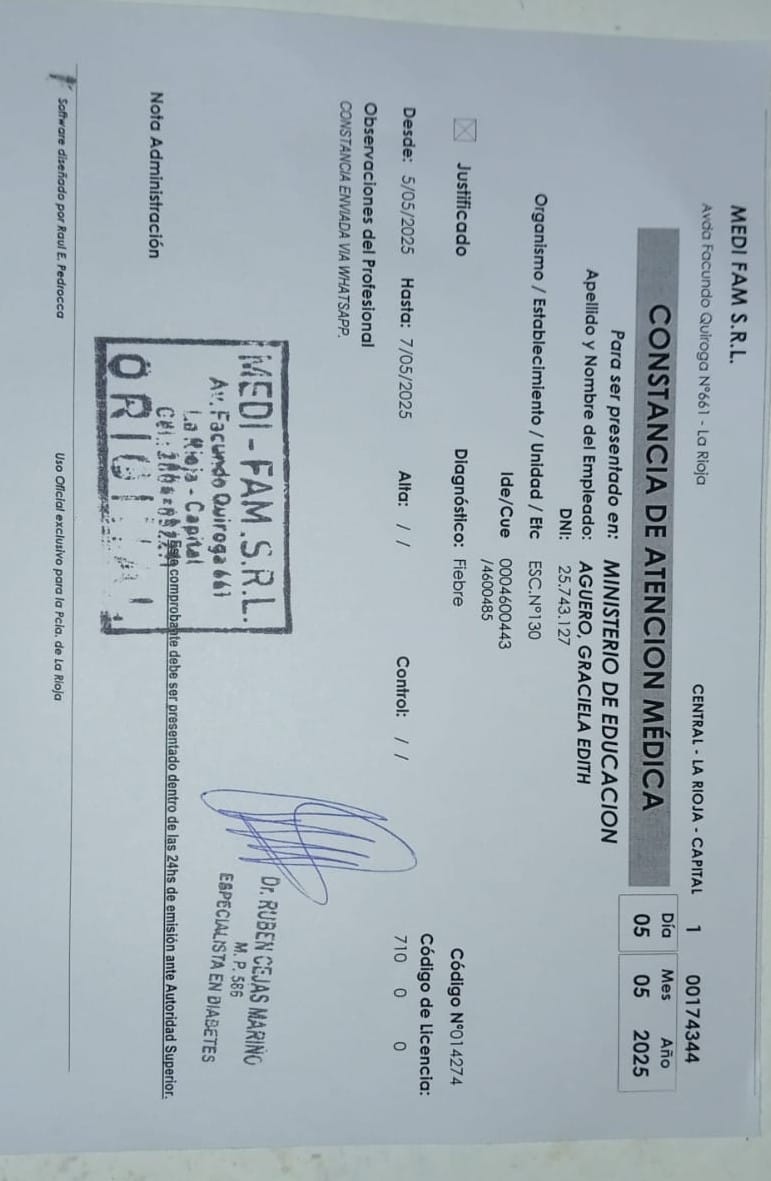 MEDI FAM S.R.L.
Avda Facundo Quiroga N°661 - La Rioja
CENTRAL - LA RIOJA - CAPITAL 1 00174344
CONSTANCIA DE ATENCION MÉDICA
Día Mes Año
05 05 2025
Para ser presentado en: MINISTERIO DE EDUCACION
Apellido y Nombre del Empleado: AGUERO, GRACIELA EDITH
DNI: 25.743.127
Organismo / Establecimiento / Unidad / Etc ESC.N°130
Ide/Cue 0004600443
/4600485
Justificado Diagnóstico: Fiebre Código N°014274
Código de Licencia:
Desde: 5/05/2025 Hasta: 7/05/2025 Alta: / / Control: / / 710 0 0
Observaciones del Profesional
CONSTANCIA ENVIADA VIA WHATSAPP.
MEDI - FAM.S.R.L.
Av. Facundo Quiroga 661
La Rioja - Capital
Cel.:
Dr. RUBEN CEJAS MARIÑO
M. P. 586
ESPECIALISTA EN DIABETES
Este comprobante debe ser presentado dentro de las 24hs de emisión ante Autoridad Superior.
Nota Administración
Software diseñado por Raul E. Pedrocca Uso Oficial exclusivo para la Pcia. de La Rioja